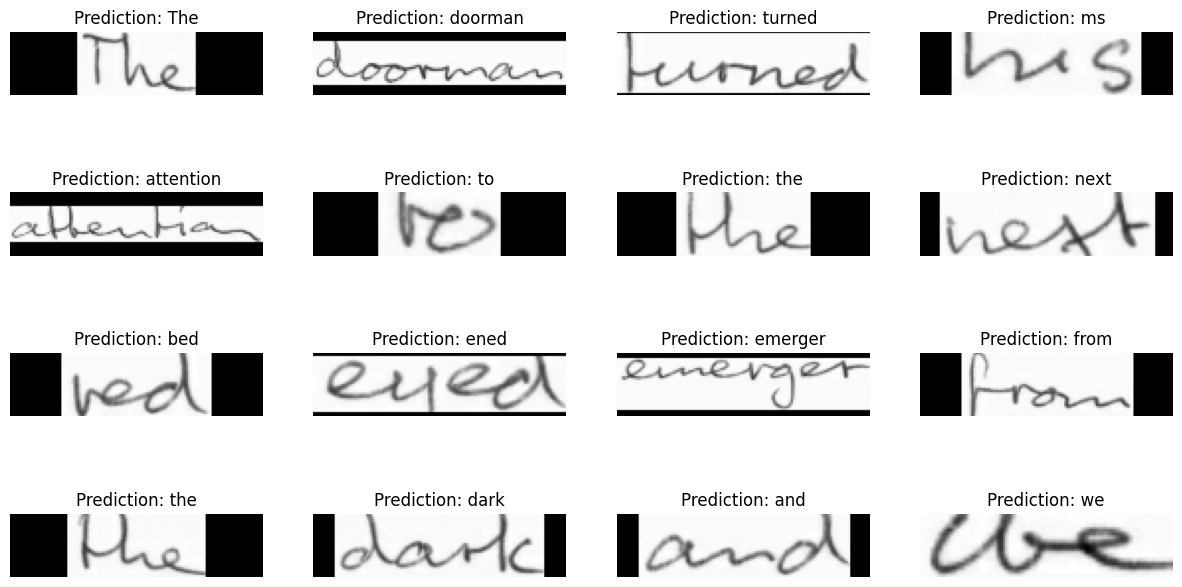 Prediction: The Prediction: doorman Prediction: turned Prediction: ms
The doorman turned his
Prediction: attention Prediction: to Prediction: the Prediction: next
attention to the next
Prediction: bed Prediction: ened Prediction: emerger Prediction: from
red eyed emerger from
Prediction: the Prediction: dark Prediction: and Prediction: we
the dark and we